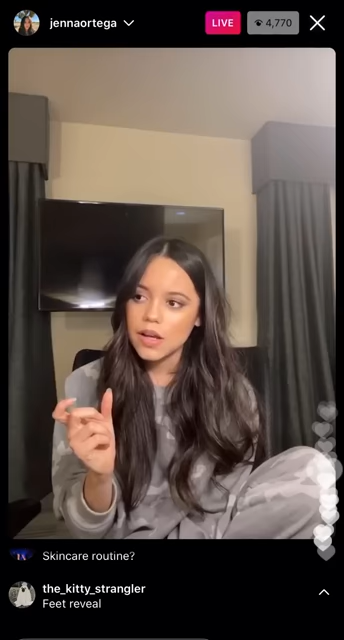 jennaortega
LIVE
4,770
Skincare routine?
the_kitty_strangler
Feet reveal